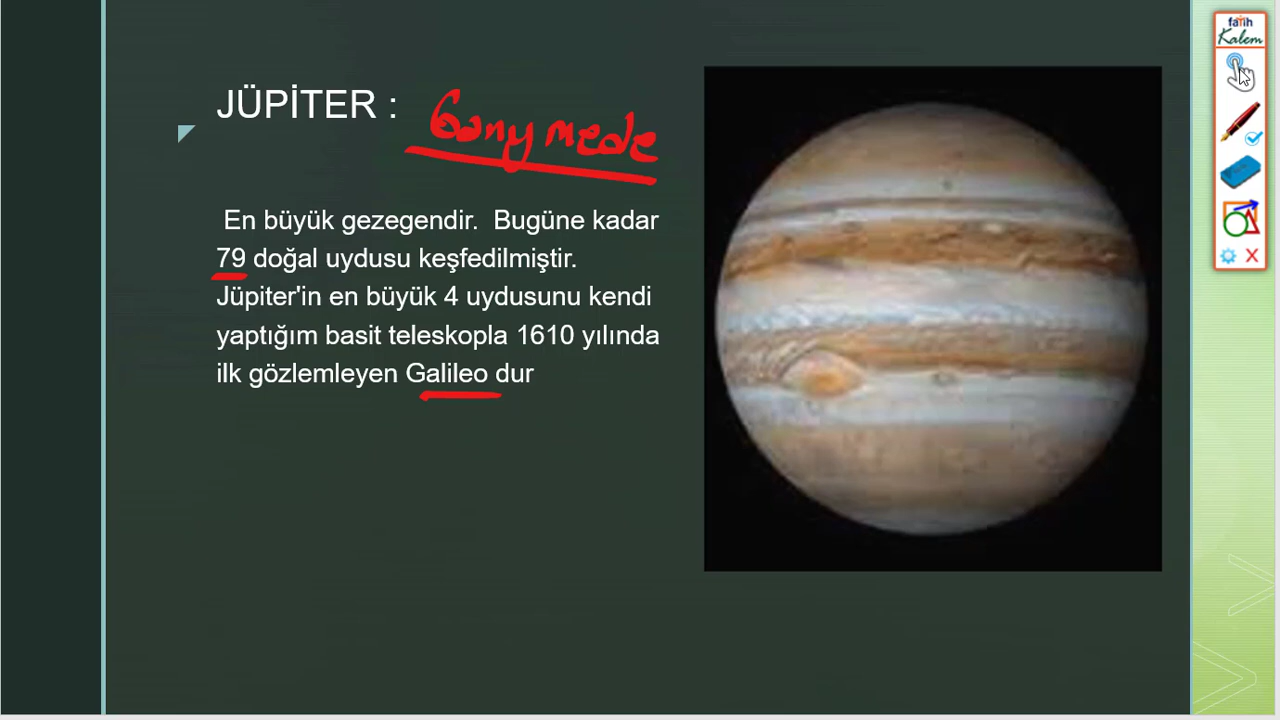 JÜPİTER :
Ganymede
En büyük gezegendir. Bugüne kadar
79 doğal uydusu keşfedilmiştir.
Jüpiter'in en büyük 4 uydusunu kendi
yaptığım basit teleskopla 1610 yılında
ilk gözlemleyen Galileo dur
fatih
Kalem